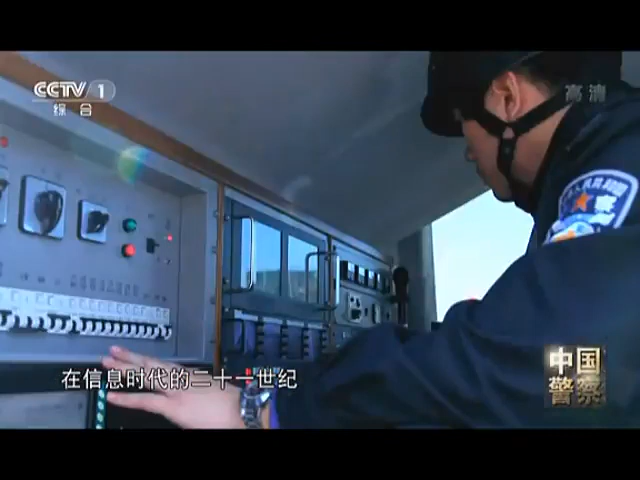 CCTV 1
综合
高清
在信息时代的二十一世纪
中国
警察